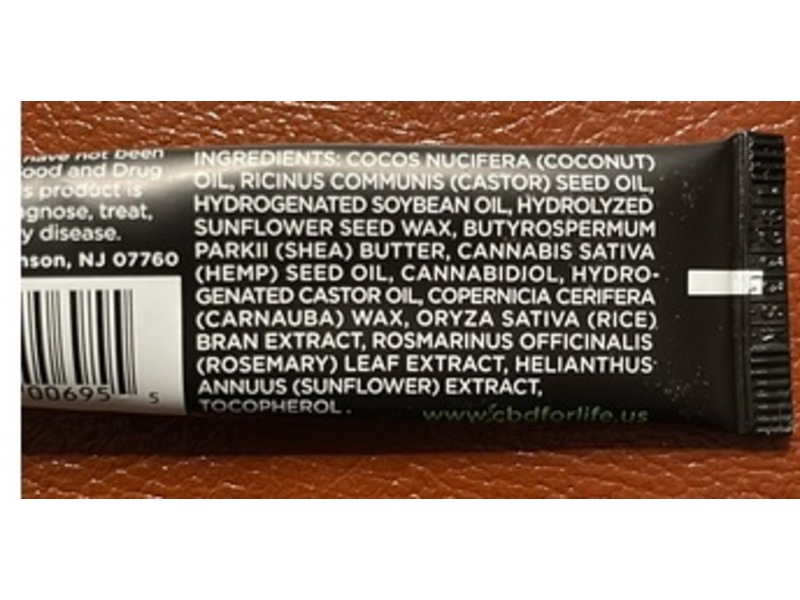 have not been
ood and Drug
s product is
gnose, treat,
y disease.
nson, NJ 07760
00695 5
INGREDIENTS: COCOS NUCIFERA (COCONUT)
OIL, RICINUS COMMUNIS (CASTOR) SEED OIL,
HYDROGENATED SOYBEAN OIL, HYDROLYZED
SUNFLOWER SEED WAX, BUTYROSPERMUM
PARKII (SHEA) BUTTER, CANNABIS SATIVA
(HEMP) SEED OIL, CANNABIDIOL, HYDRO-
GENATED CASTOR OIL, COPERNICIA CERIFERA
(CARNAUBA) WAX, ORYZA SATIVA (RICE)
BRAN EXTRACT, ROSMARINUS OFFICINALIS
(ROSEMARY) LEAF EXTRACT, HELIANTHUS
ANNUUS (SUNFLOWER) EXTRACT,
TOCOPHEROL.
www.cbdforlife.us